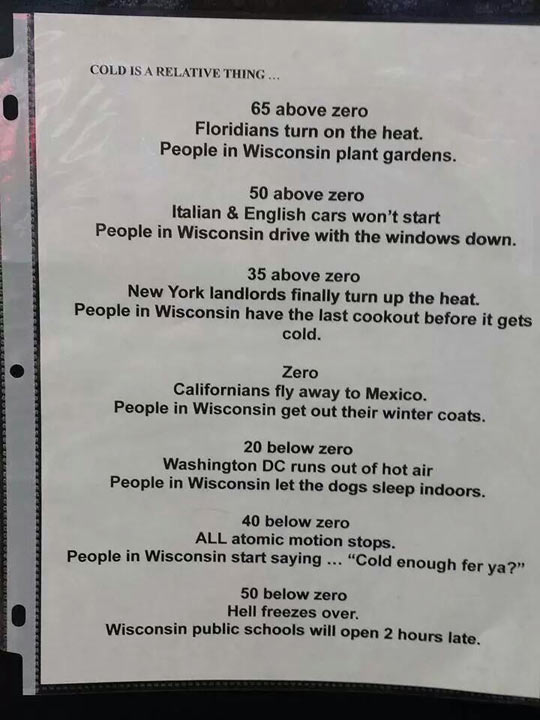 COLD IS A RELATIVE THING ...
65 above zero
Floridians turn on the heat.
People in Wisconsin plant gardens.
50 above zero
Italian & English cars won't start
People in Wisconsin drive with the windows down.
35 above zero
New York landlords finally turn up the heat.
People in Wisconsin have the last cookout before it gets
cold.
Zero
Californians fly away to Mexico.
People in Wisconsin get out their winter coats.
20 below zero
Washington DC runs out of hot air
People in Wisconsin let the dogs sleep indoors.
40 below zero
ALL atomic motion stops.
People in Wisconsin start saying ... “Cold enough fer ya?”
50 below zero
Hell freezes over.
Wisconsin public schools will open 2 hours late.